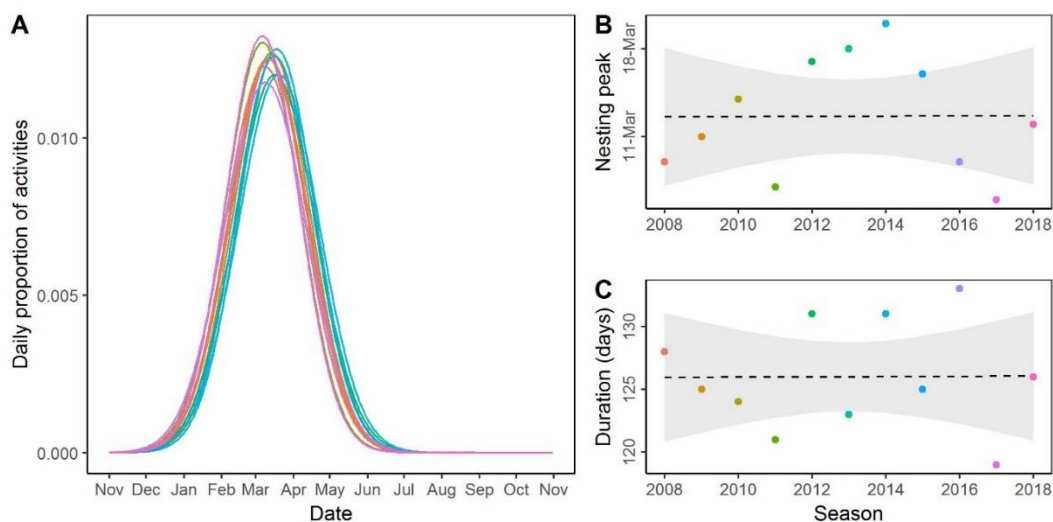 A
Daily proportion of activities
0.010
0.005
0.000
Nov Dec Jan Feb Mar Apr May Jun Jul Aug Sep Oct Nov
Date
B
Nesting peak
18-Mar
11-Mar
2008 2010 2012 2014 2016 2018
C
Duration (days)
130
125
120
2008 2010 2012 2014 2016 2018
Season